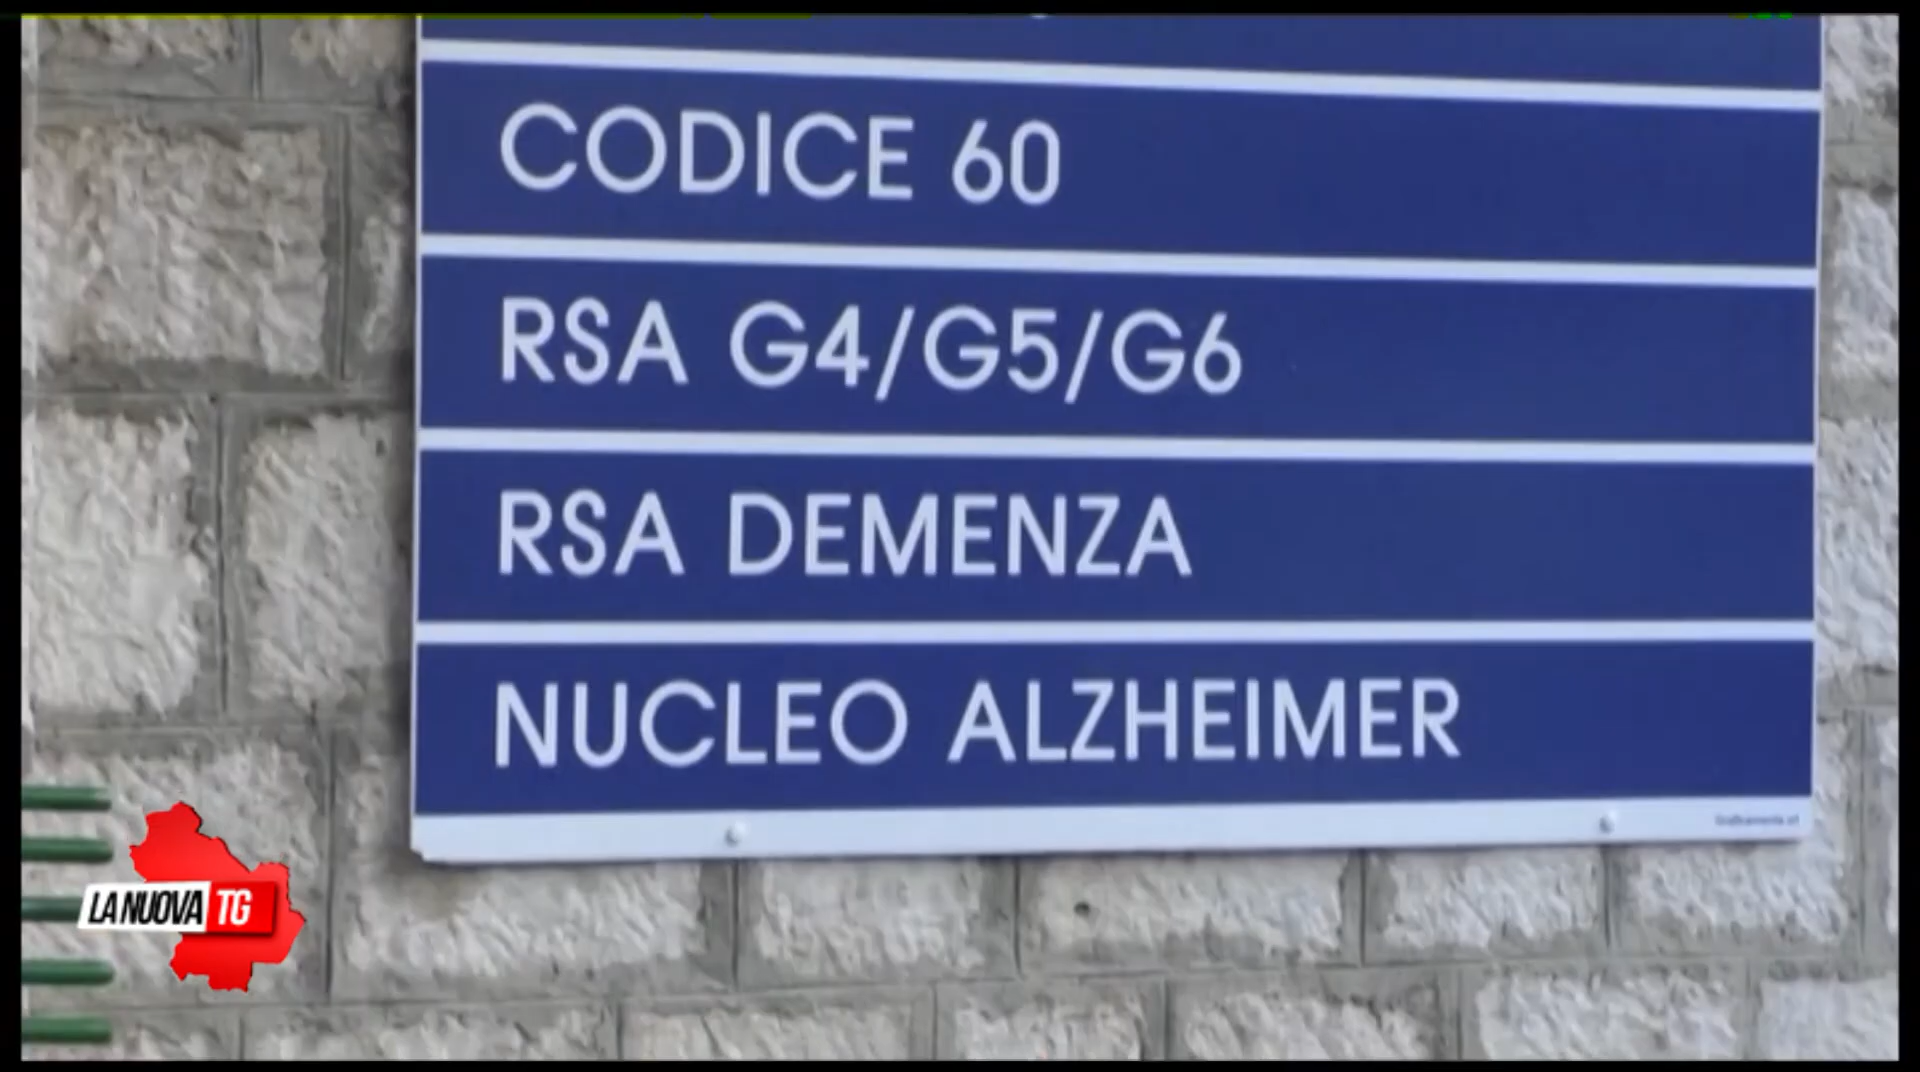 CODICE 60
RSA G4/G5/G6
RSA DEMENZA
NUCLEO ALZHEIMER
LA NUOVA TG